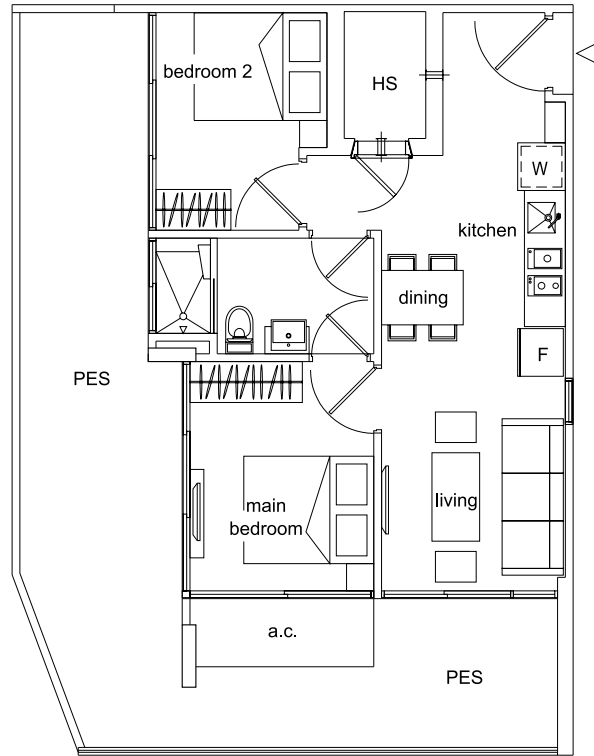 bedroom 2
HS
W
kitchen
dining
F
PES
living
main
bedroom
a.c.
PES